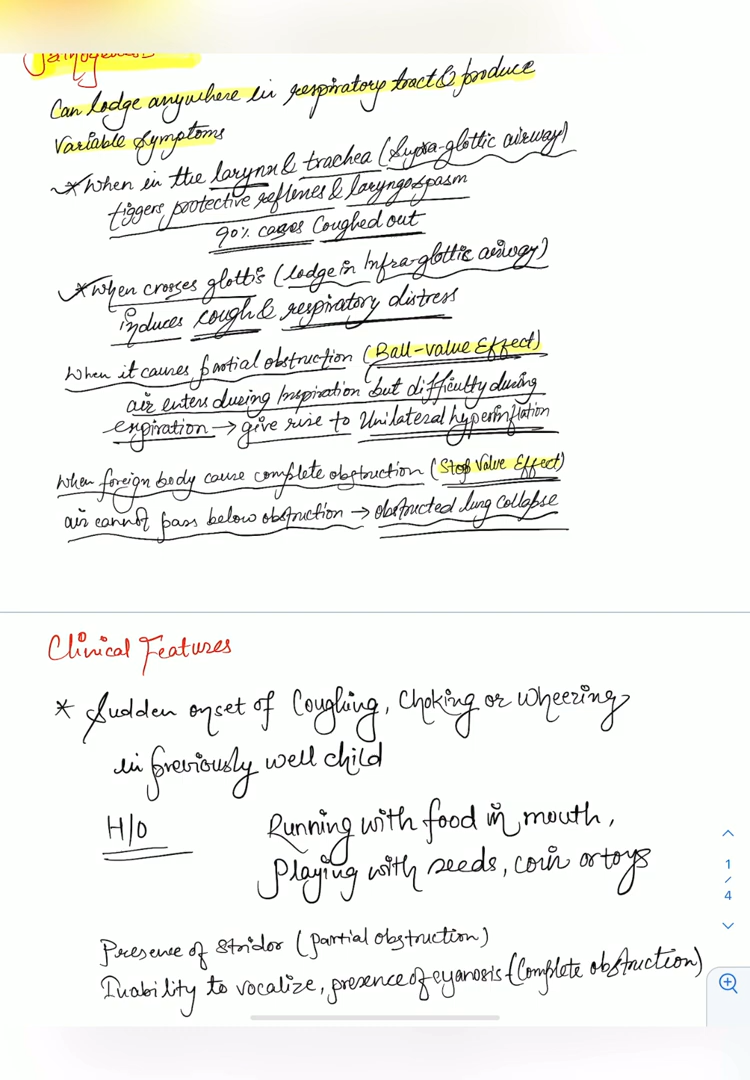 Pathogenesis
Can lodge anywhere in respiratory tract & produce
Variable Symptoms
* When in the larynx & trachea (Supra-glottic airway)
tiggers protective reflexes & laryngospasm
90% cases Coughed out
* When crosses glottis (lodge in Infra-glottic airway)
induces cough & respiratory distress
When it causes partial obstruction (Ball-value Effect)
air enters during Inspiration but difficulty during
expiration → give rise to Unilateral hyperinflation
When foreign body cause complete obstruction (Stop Value Effect)
air cannot pass below obstruction → obstructed lung collapse
Clinical Features
* Sudden onset of Coughing, Choking or Wheezing
in previously well child
H/O Running with food in mouth,
Playing with seeds, corn or toys
Presence of Stridor (Partial obstruction)
Inability to vocalize, presence of cyanosis (Complete obstruction)
1
/
4